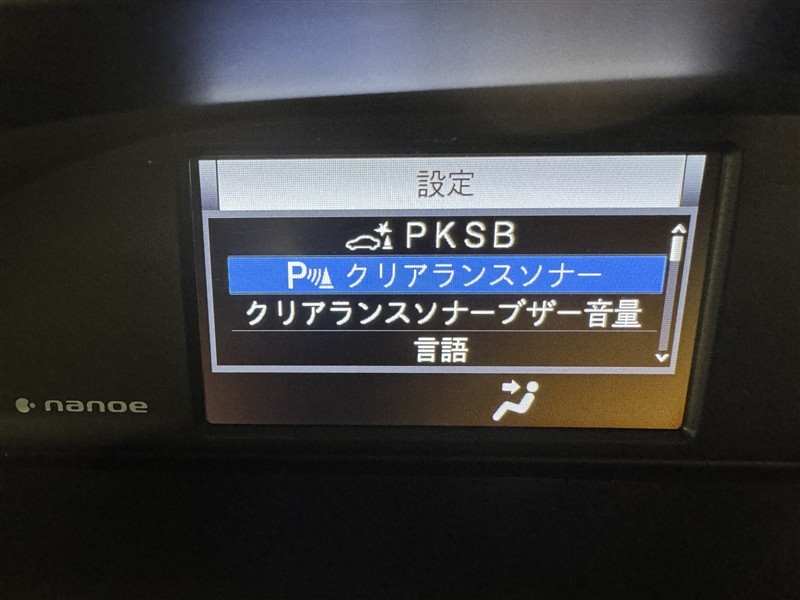 設定
PKSB
P クリアランスソナー
クリアランスソナーブザー音量
言語
nanoe